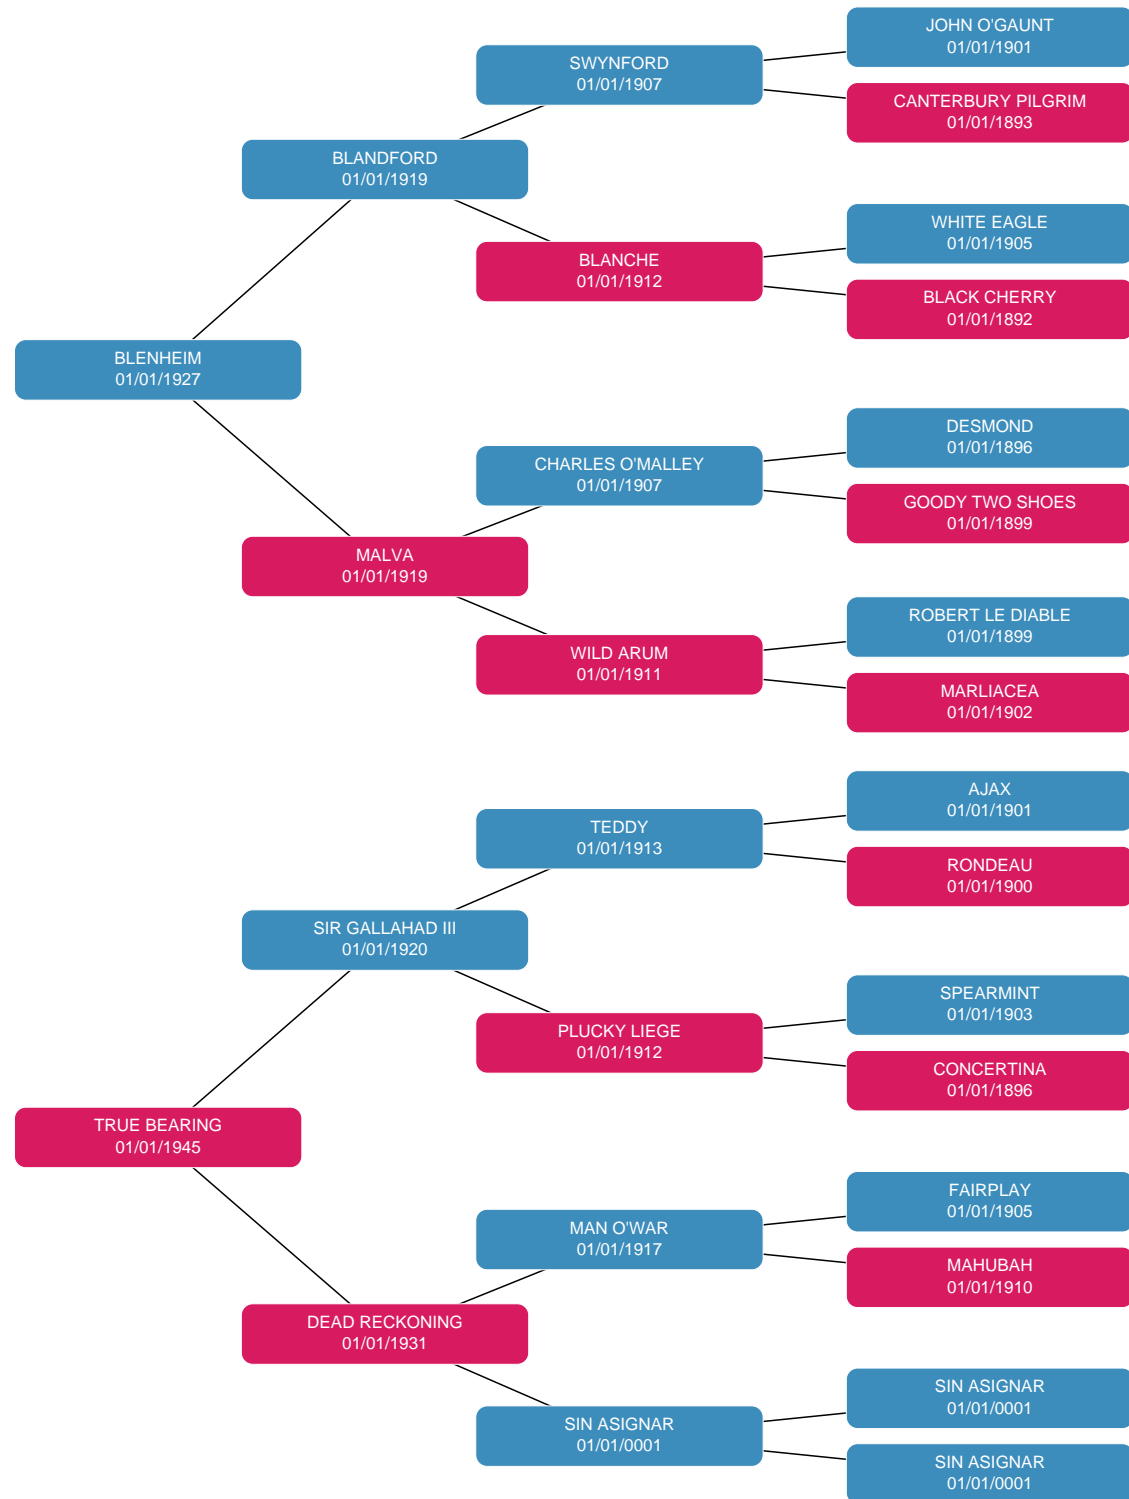 JOHN O'GAUNT
01/01/1901
SWYNFORD
01/01/1907
CANTERBURY PILGRIM
01/01/1893
BLANDFORD
01/01/1919
WHITE EAGLE
01/01/1905
BLANCHE
01/01/1912
BLACK CHERRY
01/01/1892
BLENHEIM
01/01/1927
DESMOND
01/01/1896
CHARLES O'MALLEY
01/01/1907
GOODY TWO SHOES
01/01/1899
MALVA
01/01/1919
ROBERT LE DIABLE
01/01/1899
WILD ARUM
01/01/1911
MARLIACEA
01/01/1902
AJAX
01/01/1901
TEDDY
01/01/1913
RONDEAU
01/01/1900
SIR GALLAHAD III
01/01/1920
SPEARMINT
01/01/1903
PLUCKY LIEGE
01/01/1912
CONCERTINA
01/01/1896
TRUE BEARING
01/01/1945
FAIRPLAY
01/01/1905
MAN O'WAR
01/01/1917
MAHUBAH
01/01/1910
DEAD RECKONING
01/01/1931
SIN ASIGNAR
01/01/0001
SIN ASIGNAR
01/01/0001
SIN ASIGNAR
01/01/0001